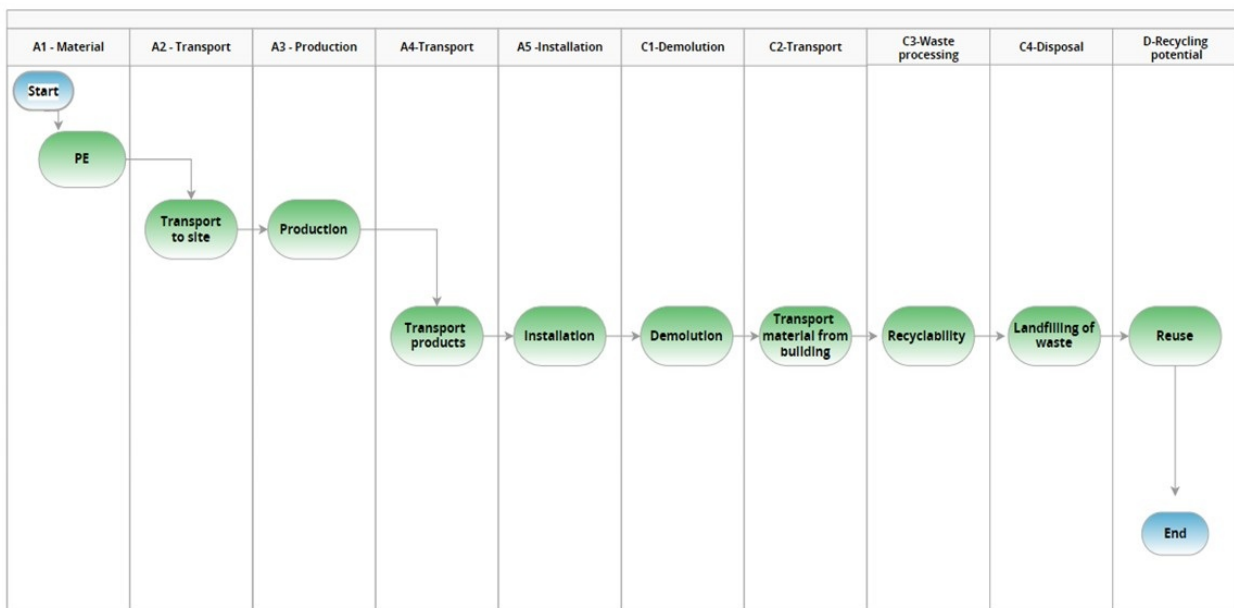 A1 - Material
A2 - Transport
A3 - Production
A4-Transport
A5 -Installation
C1-Demolution
C2-Transport
C3-Waste
processing
C4-Disposal
D-Recycling
potential
Start
PE
Transport
to site
Production
Transport
products
Installation
Demolution
Transport
material from
building
Recyclability
Landfilling of
waste
Reuse
End